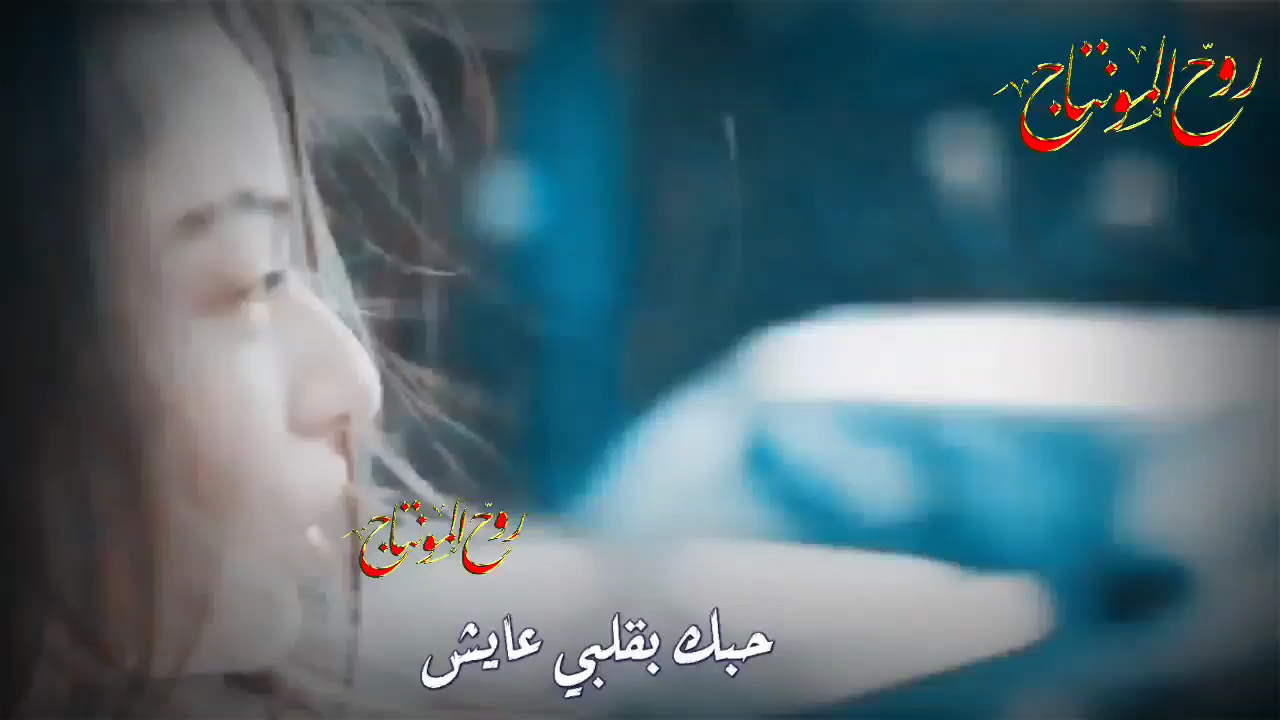 روح المونتاج
روح المونتاج
حبك بقلبي عايش